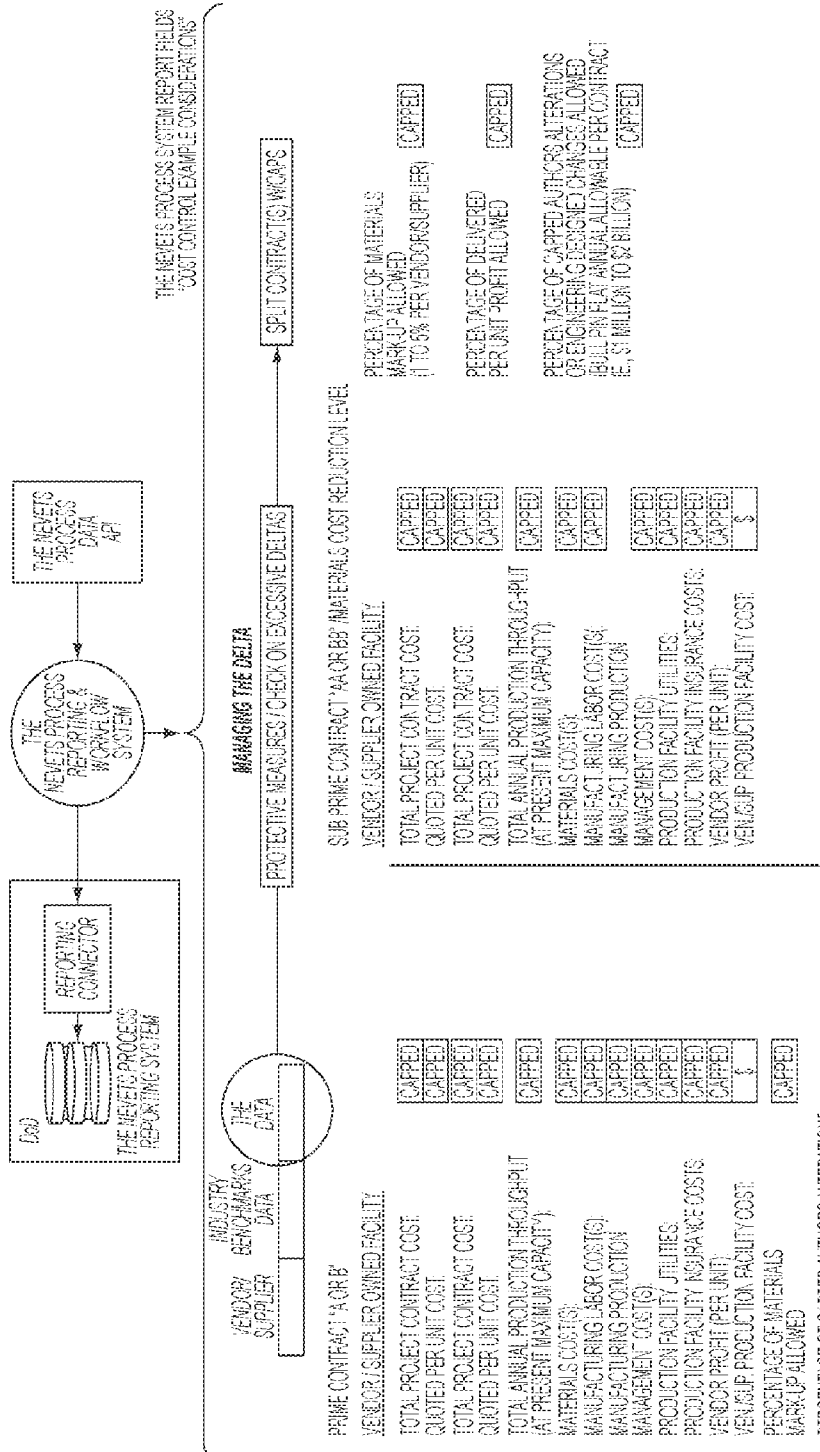 DoD
REPORTING
CONNECTOR
THE NEVETS PROCESS
REPORTING SYSTEM
THE
NEVETS PROCESS
REPORTING &
WORKFLOW
SYSTEM
THE NEVETS
PROCESS
DATA
API
THE NEVETS PROCESS SYSTEM REPORT FIELDS
"COST CONTROL EXAMPLE CONSIDERATIONS"
MANAGING THE DELTA
VENDOR/
SUPPLIER
INDUSTRY
BENCHMARKS
DATA
THE
DATA
PROTECTIVE MEASURES / CHECK ON EXCESSIVE DELTAS
SPLIT CONTRACT(S) W/CAPS
PRIME CONTRACT "A OR B"
VENDOR / SUPPLIER OWNED FACILITY
TOTAL PROJECT CONTRACT COST: CAPPED
QUOTED PER UNIT COST: CAPPED
TOTAL PROJECT CONTRACT COST: CAPPED
QUOTED PER UNIT COST: CAPPED
TOTAL ANNUAL PRODUCTION THROUGHPUT
(AT PRESENT MAXIMUM CAPACITY): CAPPED
MATERIALS COST(S): CAPPED
MANUFACTURING LABOR COST(S): CAPPED
MANUFACTURING PRODUCTION CAPPED
MANAGEMENT COST(S): CAPPED
PRODUCTION FACILITY UTILITIES: CAPPED
PRODUCTION FACILITY INSURANCE COSTS: CAPPED
VENDOR PROFIT (PER UNIT): CAPPED
VEN./SUP. PRODUCTION FACILITY COST: $
PERCENTAGE OF MATERIALS
MARK-UP ALLOWED CAPPED
SUB PRIME CONTRACT "AA OR BB" /MATERIALS COST REDUCTION LEVEL
VENDOR / SUPPLIER OWNED FACILITY
TOTAL PROJECT CONTRACT COST: CAPPED
QUOTED PER UNIT COST: CAPPED
TOTAL PROJECT CONTRACT COST: CAPPED
QUOTED PER UNIT COST: CAPPED
TOTAL ANNUAL PRODUCTION THROUGHPUT
(AT PRESENT MAXIMUM CAPACITY): CAPPED
MATERIALS COST(S): CAPPED
MANUFACTURING LABOR COST(S): CAPPED
MANUFACTURING PRODUCTION
MANAGEMENT COST(S): CAPPED
PRODUCTION FACILITY UTILITIES: CAPPED
PRODUCTION FACILITY INSURANCE COSTS: CAPPED
VENDOR PROFIT (PER UNIT): CAPPED
VEN./SUP. PRODUCTION FACILITY COST: $
PERCENTAGE OF MATERIALS
MARK-UP ALLOWED
(1 TO 5% PER VENDOR/SUPPLIER) CAPPED
PERCENTAGE OF DELIVERED
PER UNIT PROFIT ALLOWED CAPPED
PERCENTAGE OF CAPPED AUTHORS ALTERATIONS
OR ENGINEERING DESIGNED CHANGES ALLOWED
(BULL PIN FLAT ANNUAL ALLOWABLE PER CONTRACT
IE., $1 MILLION TO $2 BILLION) CAPPED